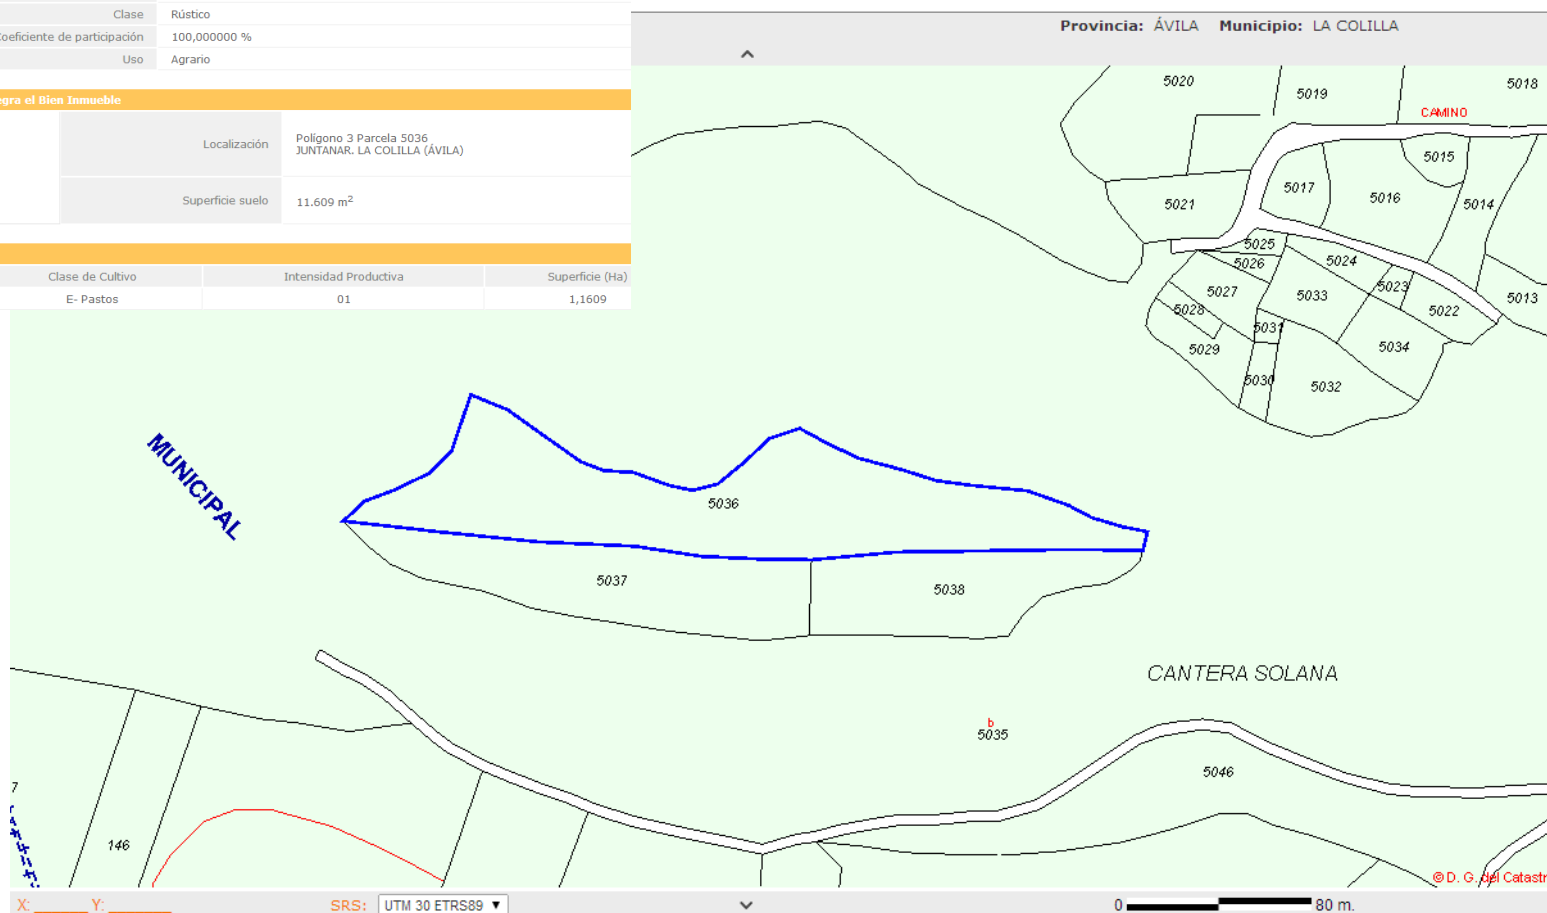 Clase Rústico
Coeficiente de participación 100,000000 %
Uso Agrario
el Bien Inmueble
Localización Polígono 3 Parcela 5036
JUNTANAR. LA COLILLA (ÁVILA)
Superficie suelo 11.609 m²
Clase de Cultivo Intensidad Productiva Superficie (Ha)
E- Pastos 01 1,1609
Provincia: ÁVILA Municipio: LA COLILLA
5020
5019
5018
CAMINO
5015
5017
5016
5021
5014
5025
5026
5024
5027
5033
5023
5013
5028
5022
5031
5029
5034
5030
5032
MUNICIPAL
5036
5037
5038
CANTERA SOLANA
b
5035
5046
7
146
© D. G. del Catast
X: Y: SRS: UTM 30 ETRS89 ▼ 0 80 m.